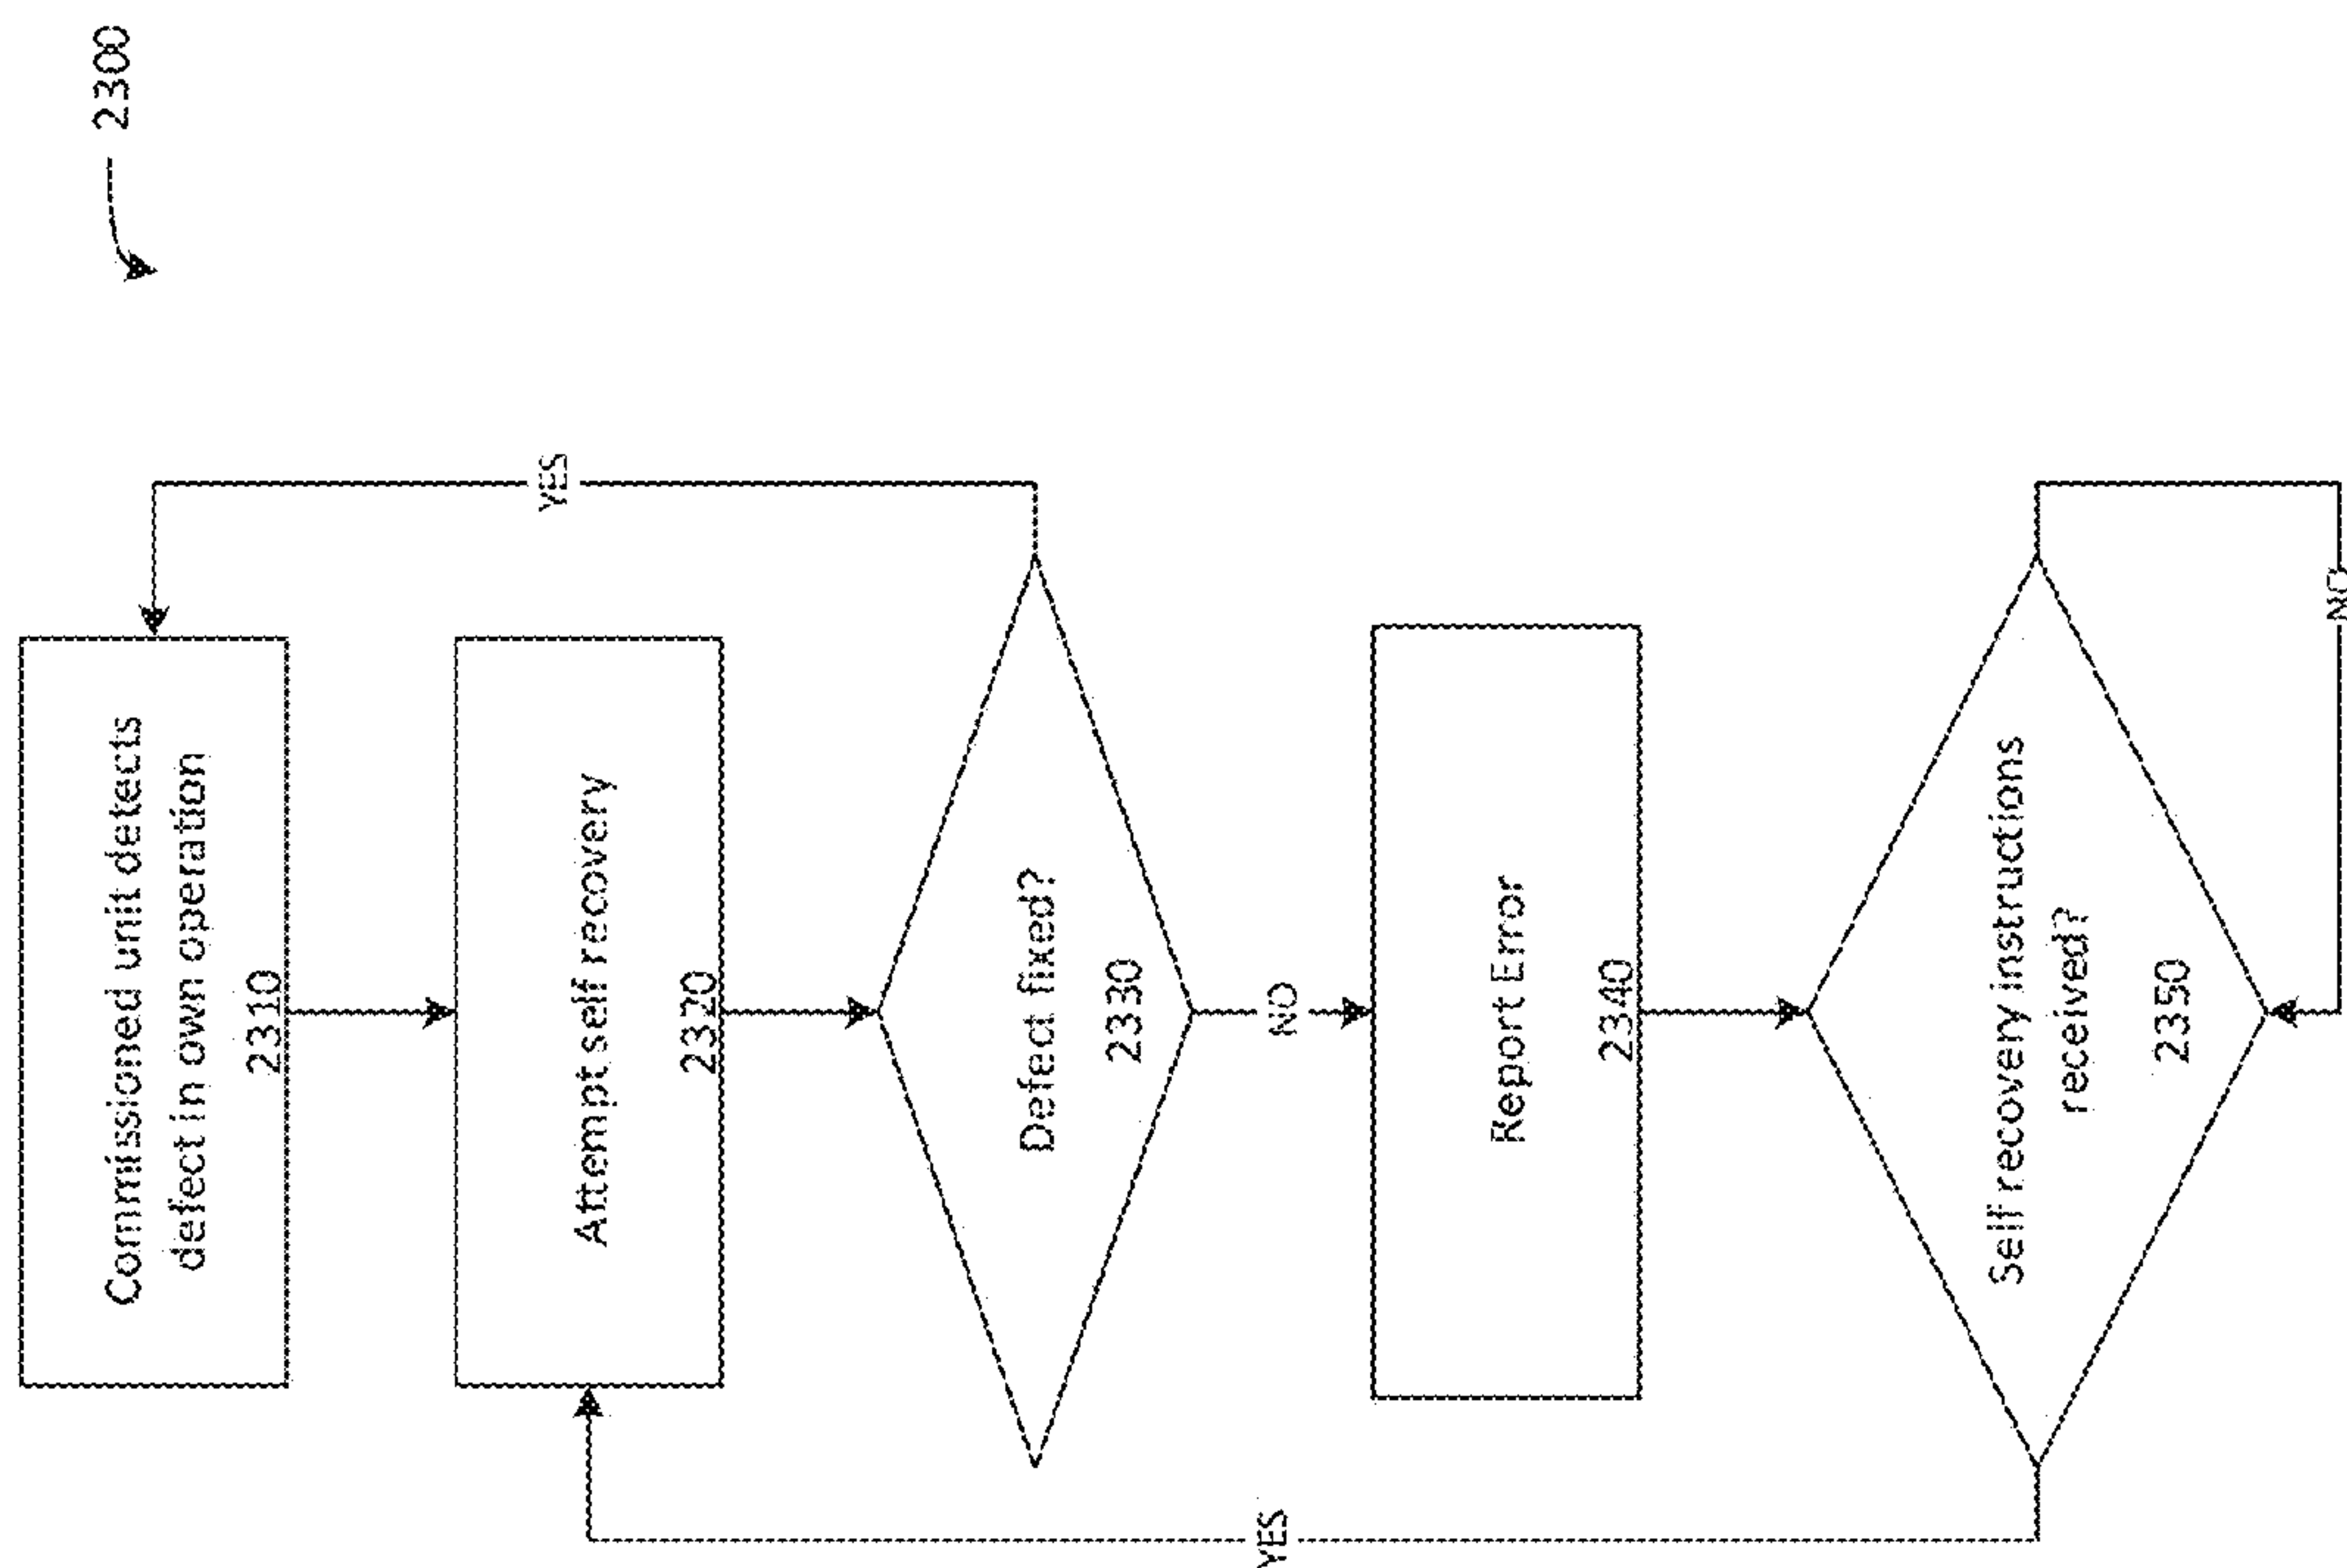 2300
Commissioned unit detects
defect in own operation
2310
Attempt self recovery
2320
YES
Defect fixed?
2330
NO
Report Error
2340
Self recovery instructions
received?
2350
YES
NO